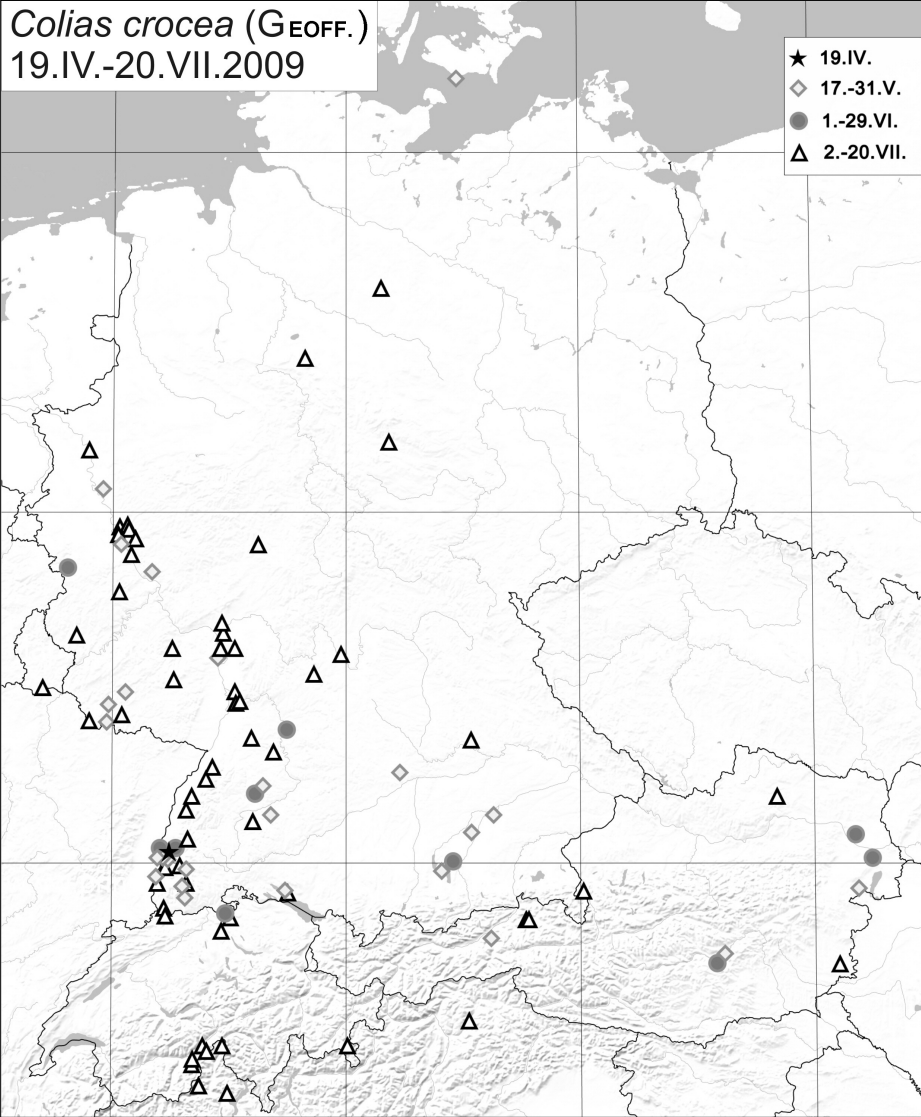 Colias crocea (GEOFF.)
19.IV.-20.VII.2009
19.IV.
17.-31.V.
1.-29.VI.
2.-20.VII.